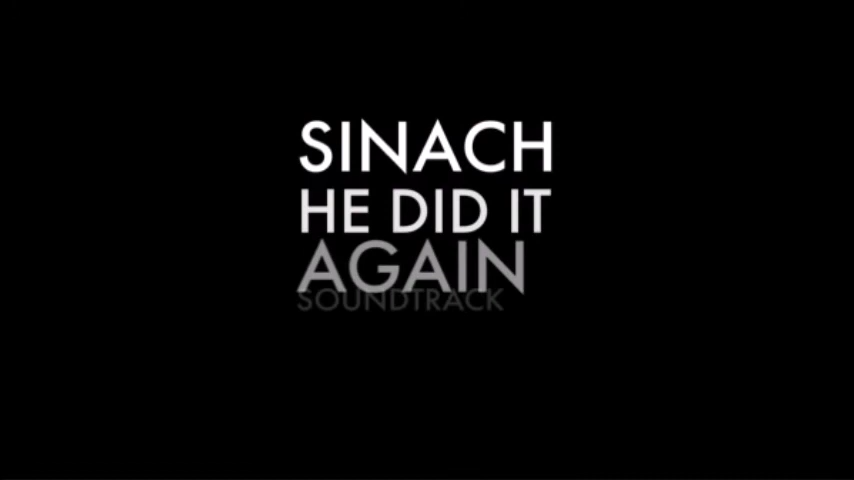 SINACH
HE DID IT
AGAIN
SOUNDTRACK